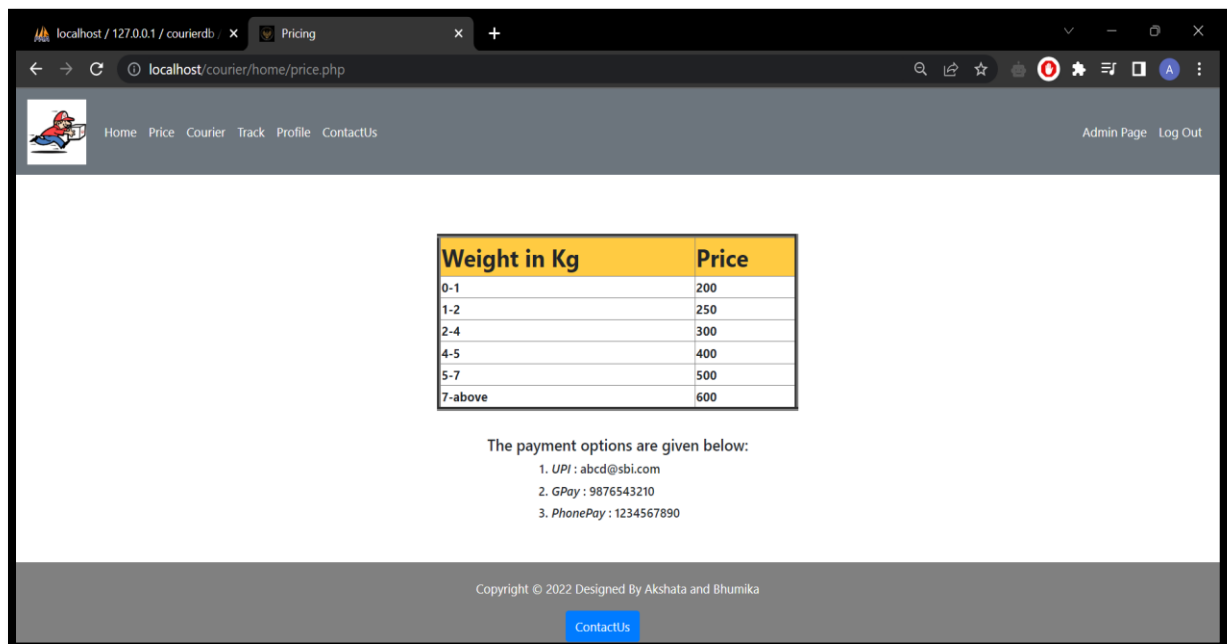 localhost / 127.0.0.1 / courierdb / Pricing
localhost/courier/home/price.php A
Home Price Courier Track Profile ContactUs Admin Page Log Out
Weight in Kg Price
0-1 200
1-2 250
2-4 300
4-5 400
5-7 500
7-above 600
The payment options are given below:
1. UPI : abcd@sbi.com
2. GPay : 9876543210
3. PhonePay : 1234567890
Copyright © 2022 Designed By Akshata and Bhumika
ContactUs